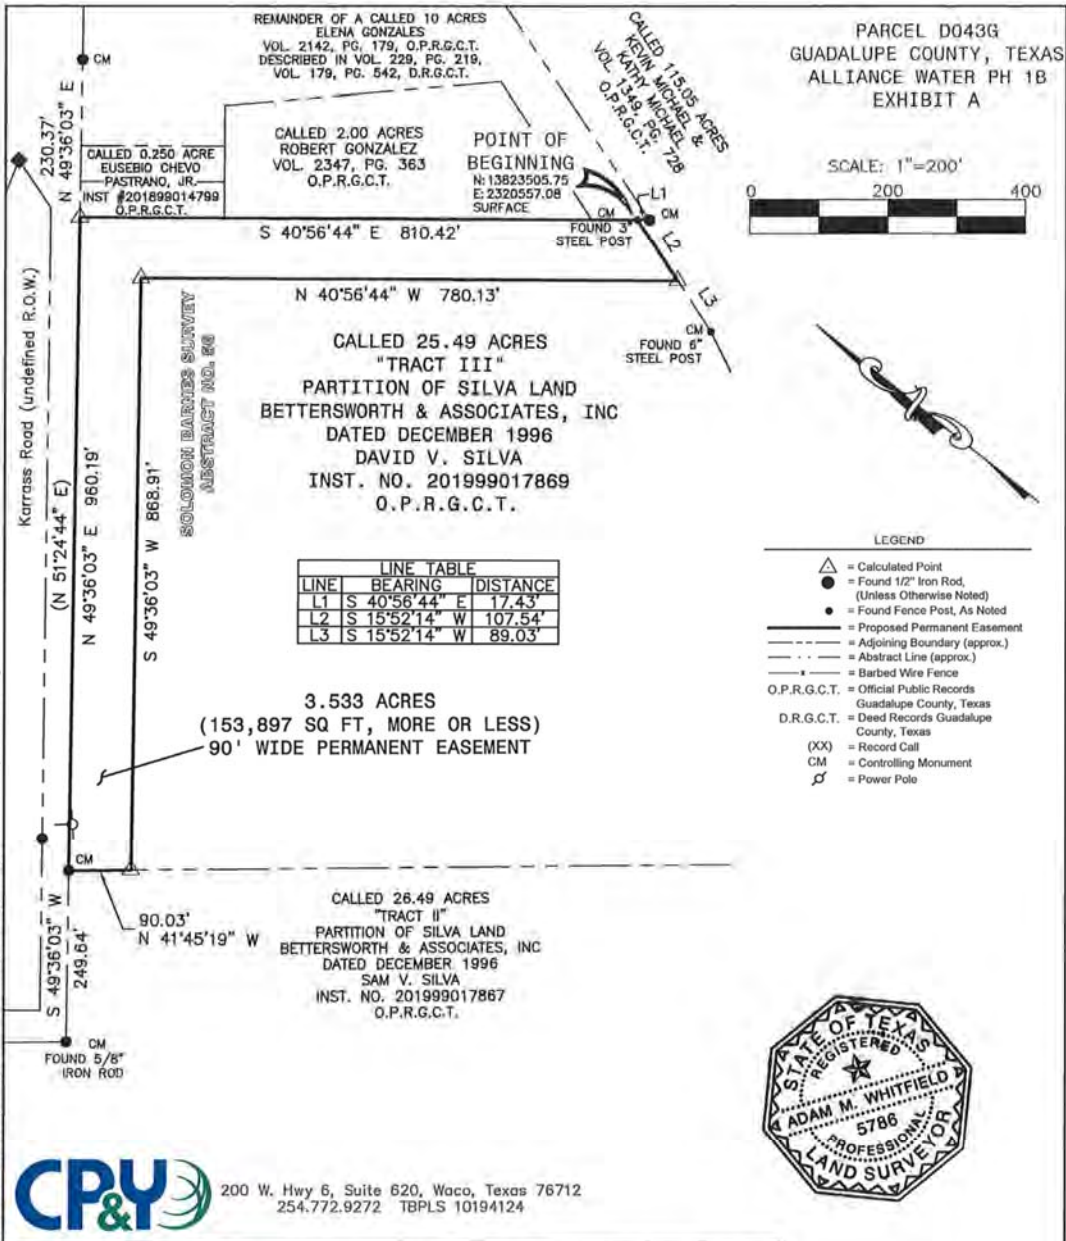 REMAINDER OF A CALLED 10 ACRES
ELENA GONZALES
VOL. 2142, PG. 179, O.P.R.G.C.T.
DESCRIBED IN VOL. 229, PG. 219,
VOL. 179, PG. 542, D.R.G.C.T.
CALLED 115.05 ACRES
KEVIN MICHAEL &
KATHY MICHAEL
VOL. 1349, PG. 728
O.P.R.G.C.T.
PARCEL D043G
GUADALUPE COUNTY, TEXAS
ALLIANCE WATER PH 1B
EXHIBIT A
SCALE: 1"=200'
0 200 400
CM
230.37'
N 49°36'03" E
CALLED 0.250 ACRE
EUSEBIO CHEVO
PASTRANO, JR.
INST #201899014799
O.P.R.G.C.T.
CALLED 2.00 ACRES
ROBERT GONZALEZ
VOL. 2347, PG. 363
O.P.R.G.C.T.
POINT OF
BEGINNING
N: 13823505.75
E: 2320557.08
SURFACE
L1
CM
CM
FOUND 3"
STEEL POST
L2
S 40°56'44" E 810.42'
L3
N 40°56'44" W 780.13'
CM
FOUND 6"
STEEL POST
Karrass Road (undefined R.O.W.)
(N 51°24'44" E)
N 49°36'03" E 960.19'
S 49°36'03" W 868.91'
SOLOMON BARNES SURVEY
ABSTRACT NO. 56
CALLED 25.49 ACRES
"TRACT III"
PARTITION OF SILVA LAND
BETTERSWORTH & ASSOCIATES, INC
DATED DECEMBER 1996
DAVID V. SILVA
INST. NO. 201999017869
O.P.R.G.C.T.
LINE TABLE
LINE BEARING DISTANCE
L1 S 40°56'44" E 17.43'
L2 S 15°52'14" W 107.54'
L3 S 15°52'14" W 89.03'
LEGEND
= Calculated Point
= Found 1/2" Iron Rod,
(Unless Otherwise Noted)
= Found Fence Post, As Noted
= Proposed Permanent Easement
= Adjoining Boundary (approx.)
= Abstract Line (approx.)
= Barbed Wire Fence
O.P.R.G.C.T. = Official Public Records
Guadalupe County, Texas
D.R.G.C.T. = Deed Records Guadalupe
County, Texas
(XX) = Record Call
CM = Controlling Monument
= Power Pole
3.533 ACRES
(153,897 SQ FT, MORE OR LESS)
90' WIDE PERMANENT EASEMENT
CM
90.03'
N 41°45'19" W
S 49°36'03" W
249.64'
CM
FOUND 5/8"
IRON ROD
CALLED 26.49 ACRES
"TRACT II"
PARTITION OF SILVA LAND
BETTERSWORTH & ASSOCIATES, INC
DATED DECEMBER 1996
SAM V. SILVA
INST. NO. 201999017867
O.P.R.G.C.T.
STATE OF TEXAS
REGISTERED
ADAM M. WHITFIELD
5786
PROFESSIONAL
LAND SURVEYOR
CP&Y
200 W. Hwy 6, Suite 620, Waco, Texas 76712
254.772.9272 TBPLS 10194124